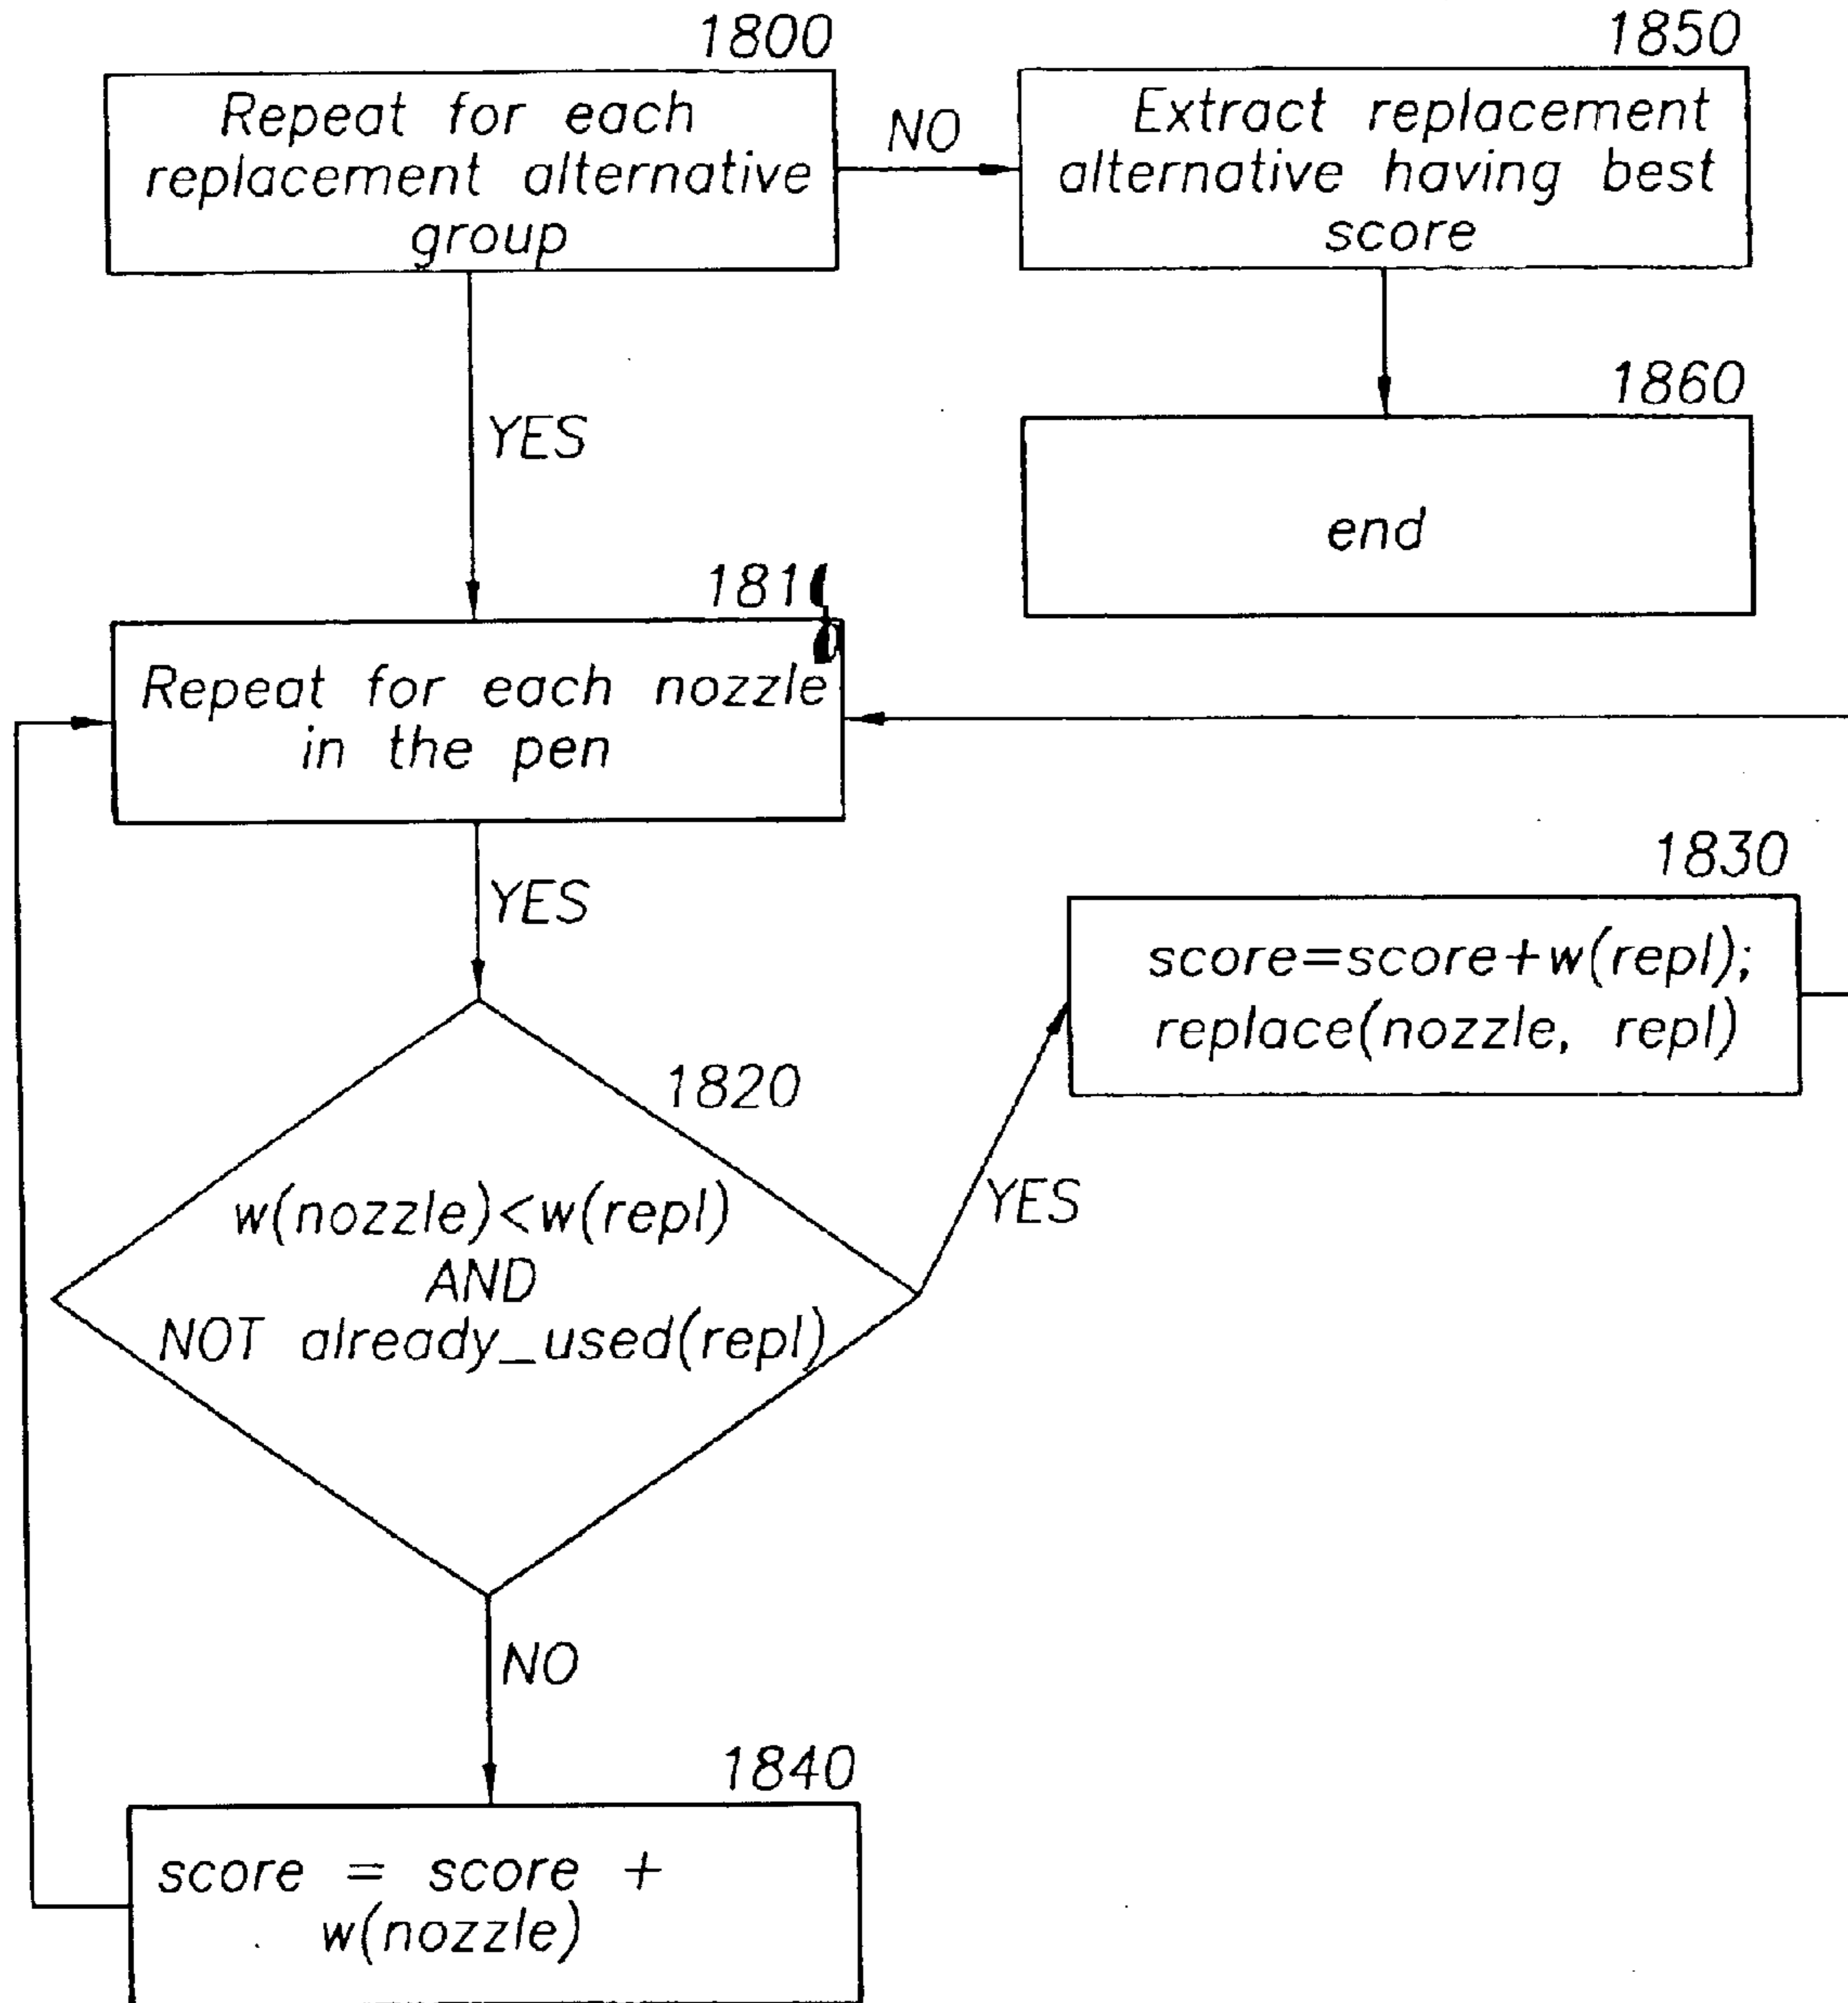 1800
Repeat for each
replacement alternative
group
NO
1850
Extract replacement
alternative having best
score
YES
1860
end
Repeat for each nozzle
in the pen
YES
1830
score=score+w(repl);
replace(nozzle, repl)
1820
w(nozzle)<w(repl)
AND
NOT already_used(repl)
YES
NO
1840
score = score +
w(nozzle)